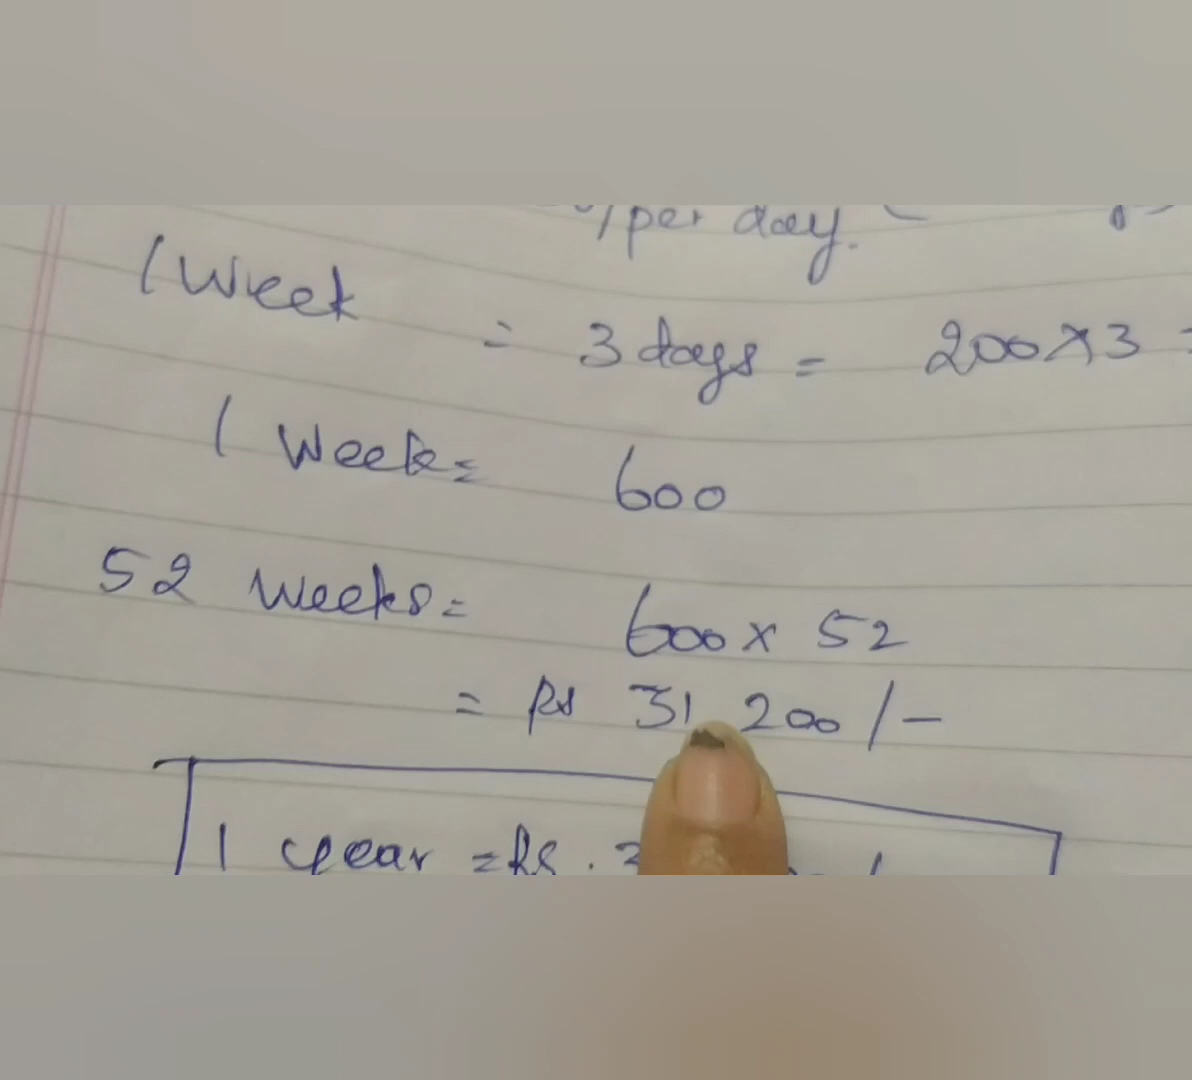 /per day.
1 Week = 3 days = 200 x 3 =
1 Week = 600
52 Weeks = 600 x 52
= Rs 31,200/-
1 year = Rs.